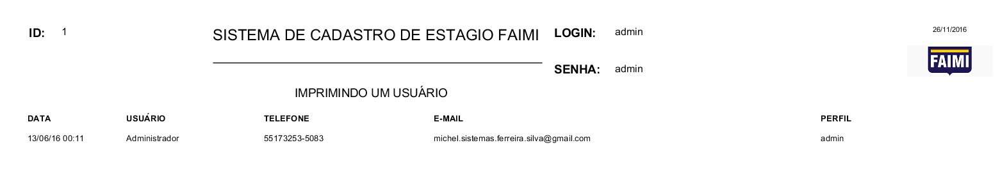 ID: 1 SISTEMA DE CADASTRO DE ESTAGIO FAIMI LOGIN: admin 26/11/2016
FAIMI
SENHA: admin
IMPRIMINDO UM USUÁRIO
DATA USUÁRIO TELEFONE E-MAIL PERFIL
13/06/16 00:11 Administrador 55173253-5083 michel.sistemas.ferreira.silva@gmail.com admin